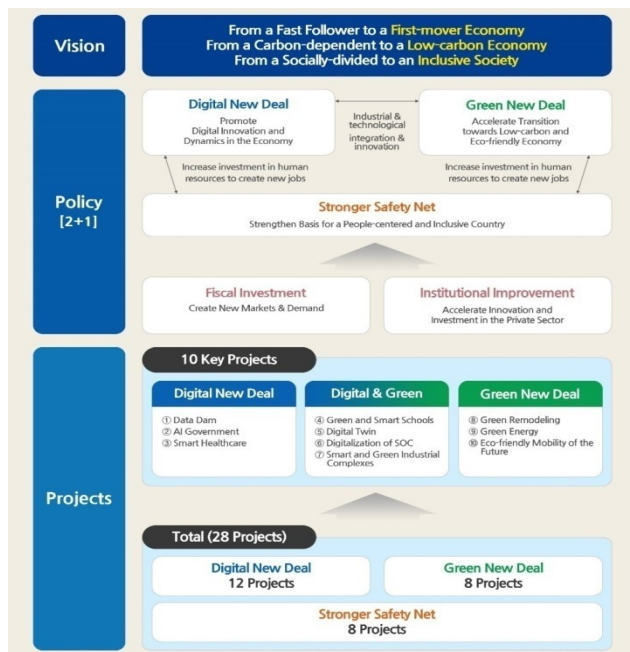 Vision
From a Fast Follower to a First-mover Economy
From a Carbon-dependent to a Low-carbon Economy
From a Socially-divided to an Inclusive Society
Policy
[2+1]
Digital New Deal
Promote
Digital Innovation and
Dynamics in the Economy
Industrial &
technological
integration &
innovation
Green New Deal
Accelerate Transition
towards Low-carbon and
Eco-friendly Economy
Increase investment in human
resources to create new jobs
Increase investment in human
resources to create new jobs
Stronger Safety Net
Strengthen Basis for a People-centered and Inclusive Country
Fiscal Investment
Create New Markets & Demand
Institutional Improvement
Accelerate Innovation and
Investment in the Private Sector
Projects
10 Key Projects
Digital New Deal
① Data Dam
② AI Government
③ Smart Healthcare
Digital & Green
④ Green and Smart Schools
⑤ Digital Twin
⑥ Digitalization of SOC
⑦ Smart and Green Industrial
Complexes
Green New Deal
⑧ Green Remodeling
⑨ Green Energy
⑩ Eco-friendly Mobility of the
Future
Total (28 Projects)
Digital New Deal
12 Projects
Green New Deal
8 Projects
Stronger Safety Net
8 Projects